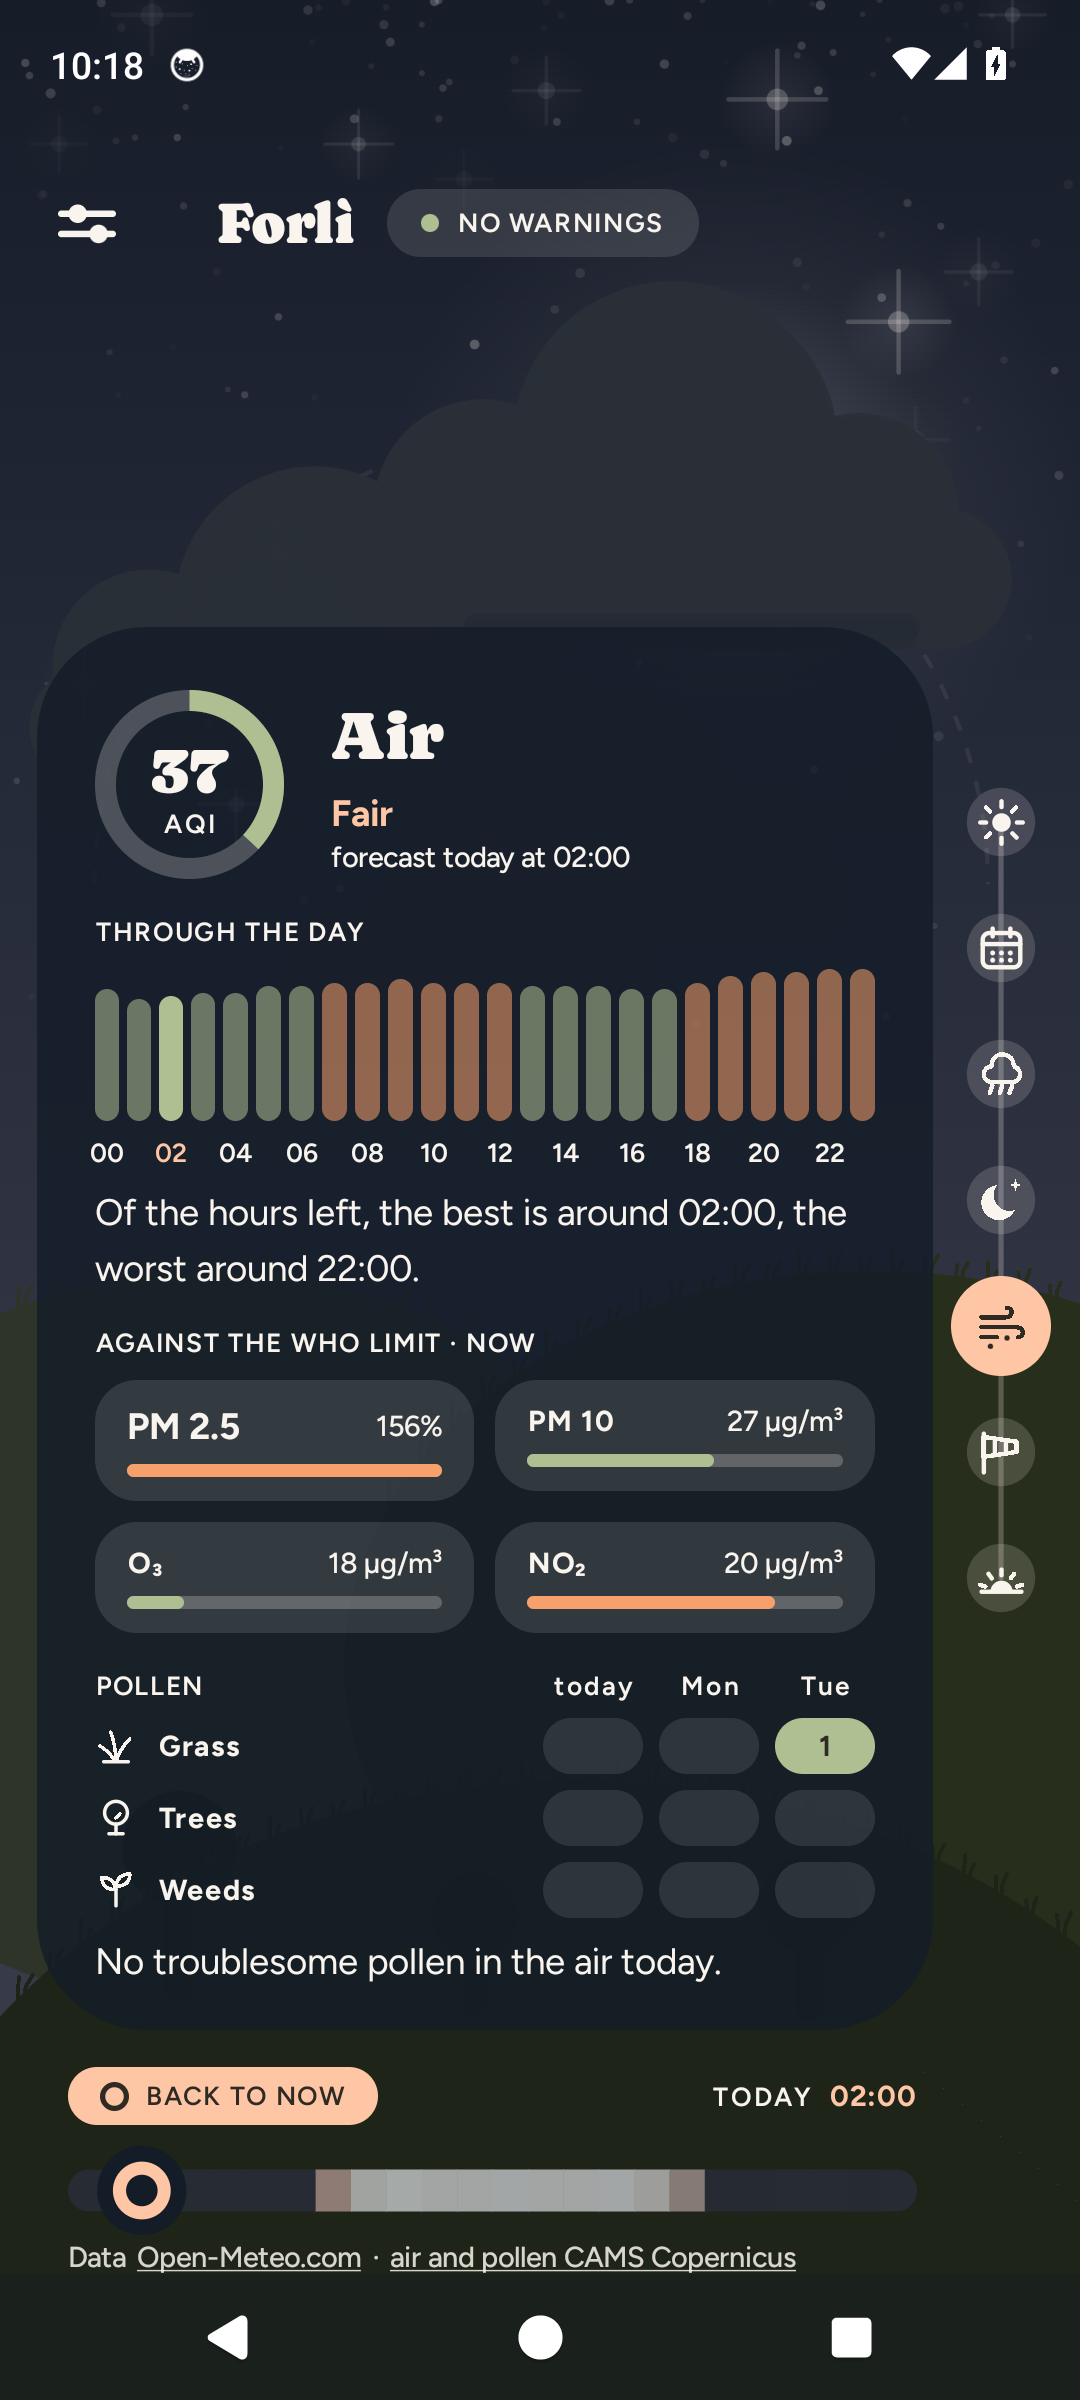 10:18
Forlì
NO WARNINGS
37
AQI
Air
Fair
forecast today at 02:00
THROUGH THE DAY
00 02 04 06 08 10 12 14 16 18 20 22
Of the hours left, the best is around 02:00, the
worst around 22:00.
AGAINST THE WHO LIMIT · NOW
PM 2.5 156%
PM 10 27 µg/m³
O₃ 18 µg/m³
NO₂ 20 µg/m³
POLLEN today Mon Tue
Grass 1
Trees
Weeds
No troublesome pollen in the air today.
BACK TO NOW
TODAY 02:00
Data Open-Meteo.com · air and pollen CAMS Copernicus